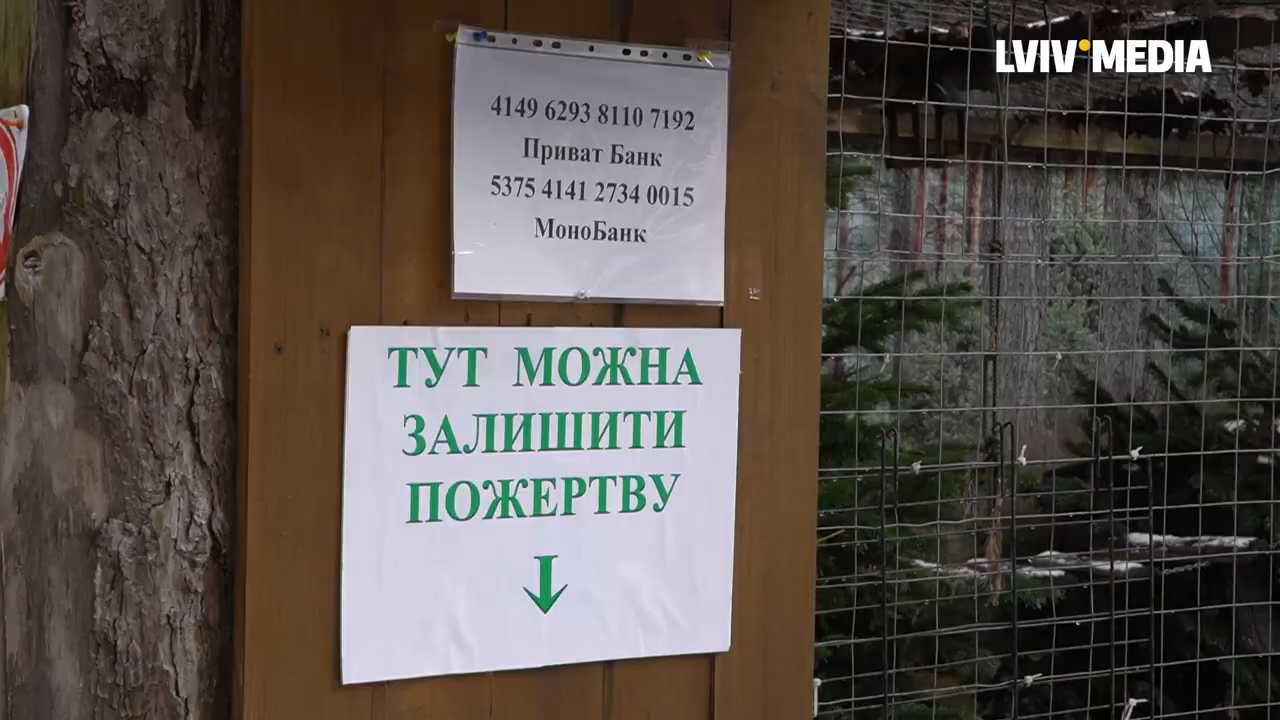 LVIV MEDIA
4149 6293 8110 7192
Приват Банк
5375 4141 2734 0015
МоноБанк
ТУТ МОЖНА
ЗАЛИШИТИ
ПОЖЕРТВУ